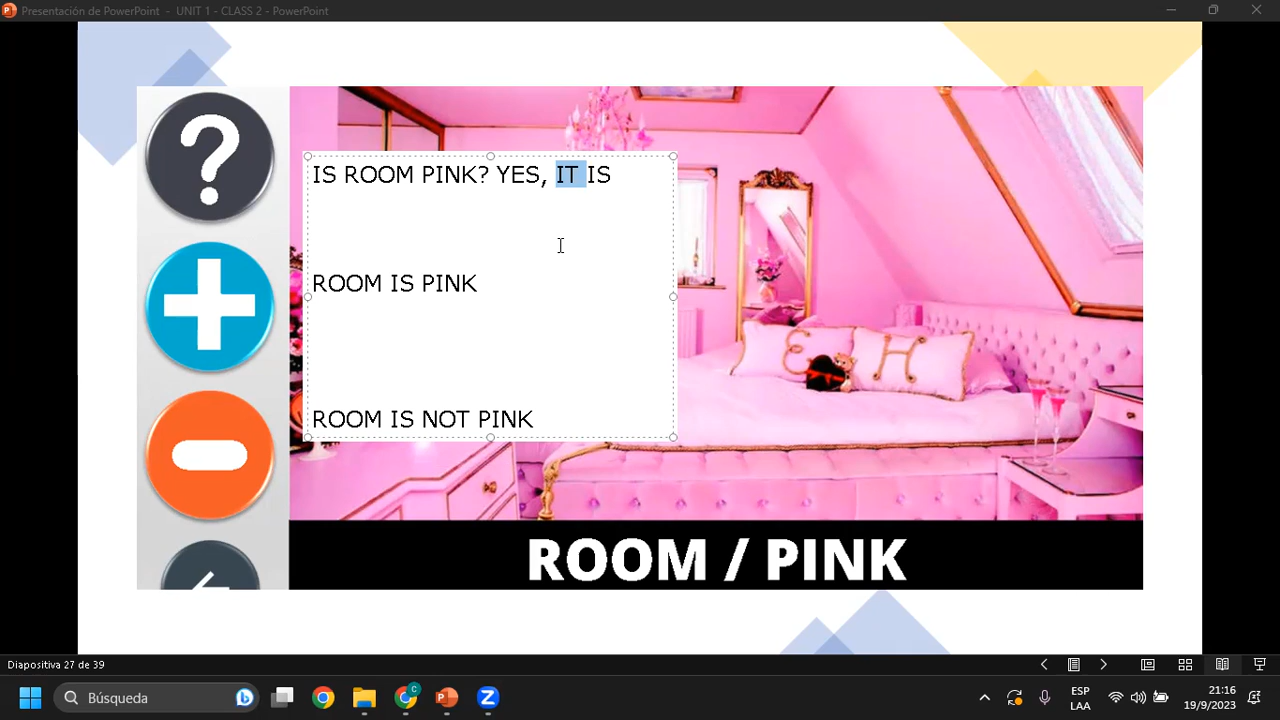 Presentación de PowerPoint - UNIT 1 - CLASS 2 - PowerPoint
?
IS ROOM PINK? YES, IT IS
ROOM IS PINK
E H
ROOM IS NOT PINK
ROOM / PINK
Diapositiva 27 de 39
Búsqueda
C
ESP
LAA
21:16
19/9/2023